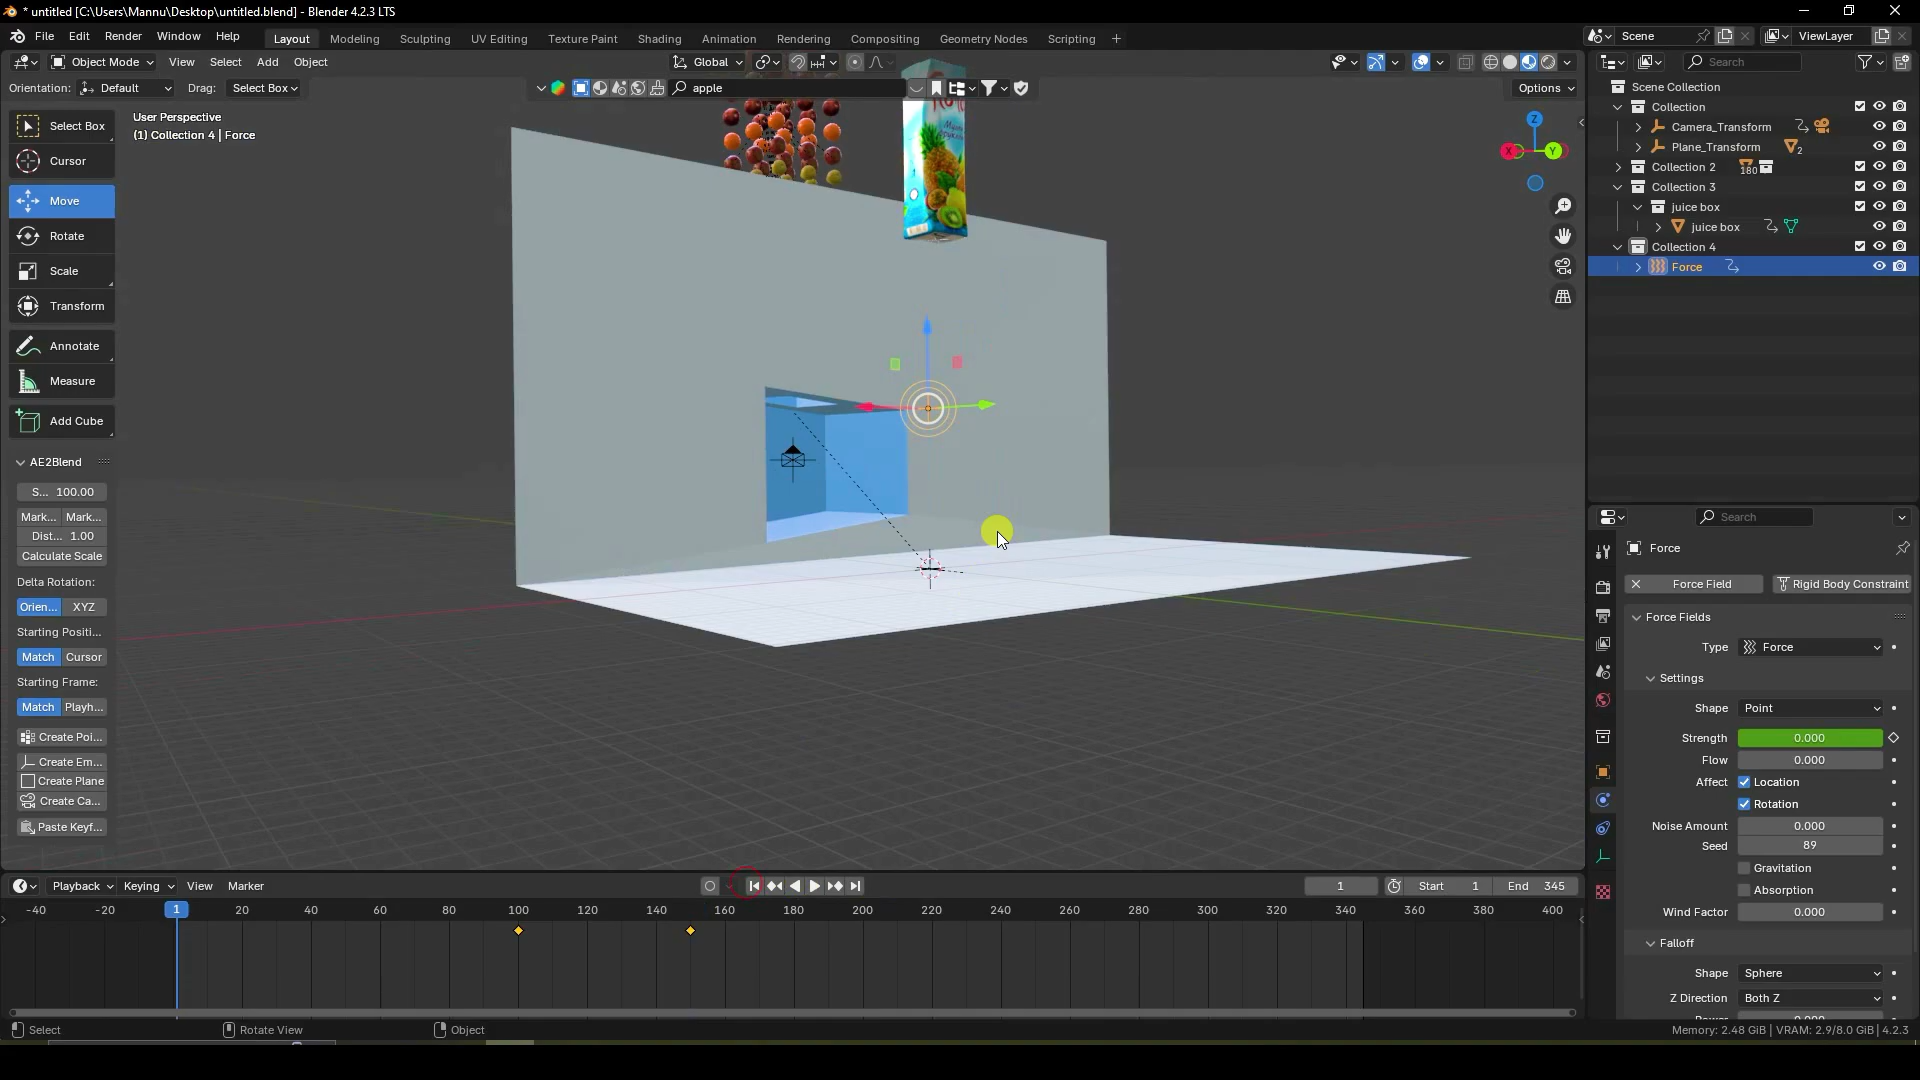 * untitled [C:\Users\Mannu\Desktop\untitled.blend] - Blender 4.2.3 LTS
File Edit Render Window Help Layout Modeling Sculpting UV Editing Texture Paint Shading Animation Rendering Compositing Geometry Nodes Scripting + Scene ViewLayer
Object Mode View Select Add Object Global Search
Orientation: Default Drag: Select Box apple Options
User Perspective
(1) Collection 4 | Force
Select Box
Cursor
Move
Rotate
Scale
Transform
Annotate
Measure
Add Cube
AE2Blend
S... 100.00
Mark... Mark...
Dist... 1.00
Calculate Scale
Delta Rotation:
Orien... XYZ
Starting Positi...
Match Cursor
Starting Frame:
Match Playh...
Create Poi...
Create Em...
Create Plane
Create Ca...
Paste Keyf...
Z
X Y
Scene Collection
Collection
Camera_Transform
Plane_Transform 2
Collection 2 180
Collection 3
juice box
juice box
Collection 4
Force
Search
Force
Force Field Rigid Body Constraint
Force Fields
Type Force
Settings
Shape Point
Strength 0.000
Flow 0.000
Affect Location
Rotation
Noise Amount 0.000
Seed 89
Gravitation
Absorption
Wind Factor 0.000
Falloff
Shape Sphere
Z Direction Both Z
Playback Keying View Marker 1 Start 1 End 345
-40 -20 1 20 40 60 80 100 120 140 160 180 200 220 240 260 280 300 320 340 360 380 400
Select Rotate View Object Memory: 2.48 GiB | VRAM: 2.9/8.0 GiB | 4.2.3